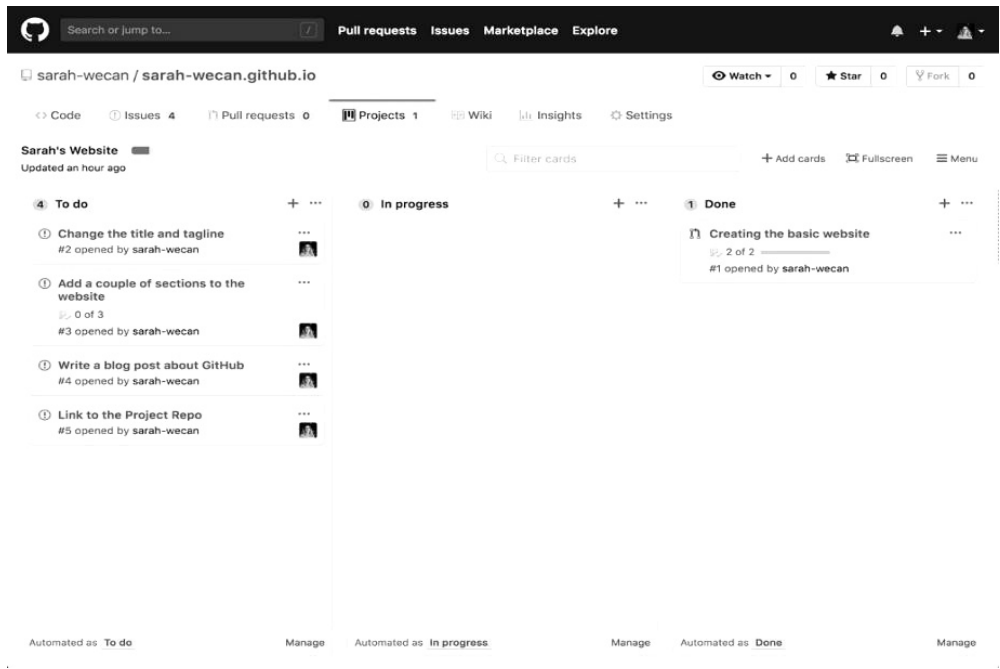 Search or jump to... /
Pull requests Issues Marketplace Explore
sarah-wecan / sarah-wecan.github.io
Watch 0 Star 0 Fork 0
Code Issues 4 Pull requests 0 Projects 1 Wiki Insights Settings
Sarah's Website
Updated an hour ago
Filter cards
+ Add cards Fullscreen Menu
4 To do + ...
Change the title and tagline ...
#2 opened by sarah-wecan
Add a couple of sections to the ...
website
0 of 3
#3 opened by sarah-wecan
Write a blog post about GitHub ...
#4 opened by sarah-wecan
Link to the Project Repo ...
#5 opened by sarah-wecan
Automated as To do Manage
0 In progress + ...
Automated as In progress Manage
1 Done + ...
Creating the basic website ...
2 of 2
#1 opened by sarah-wecan
Automated as Done Manage